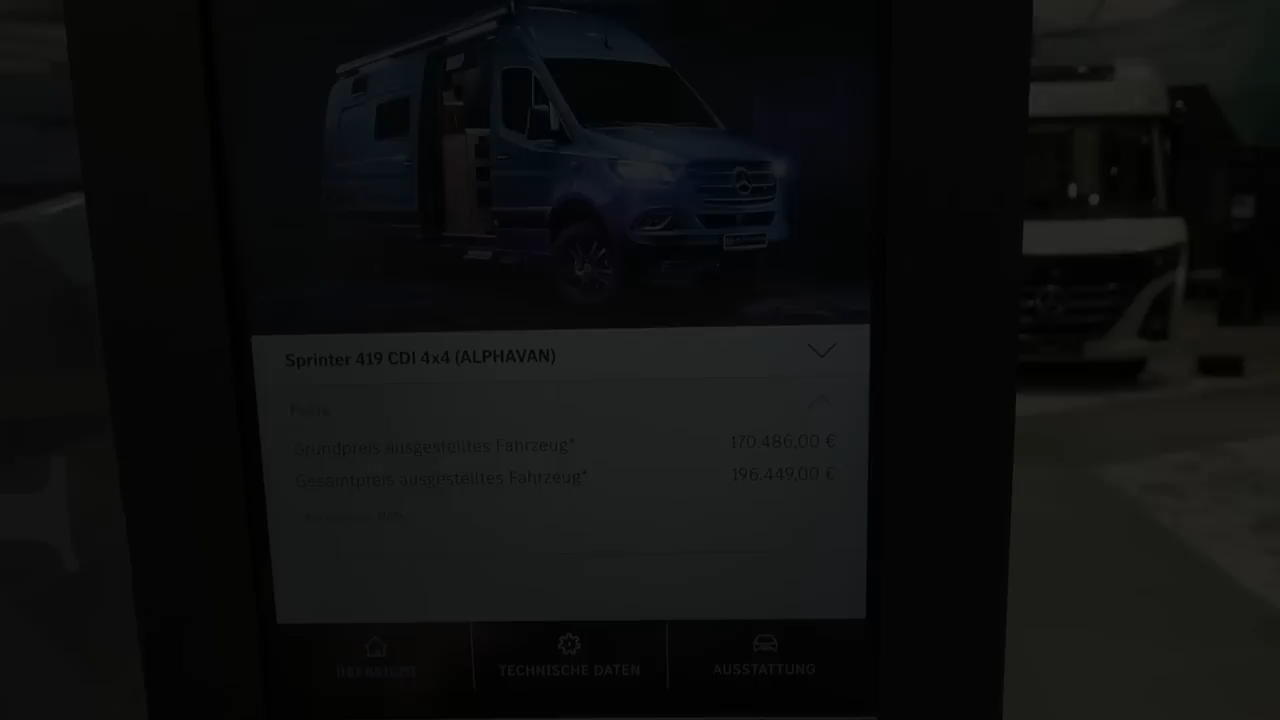 Sprinter 419 CDI 4x4 (ALPHAVAN)
Preise
Grundpreis ausgestelltes Fahrzeug* 170.486,00 €
Gesamtpreis ausgestelltes Fahrzeug* 196.449,00 €
TECHNISCHE DATEN
AUSSTATTUNG